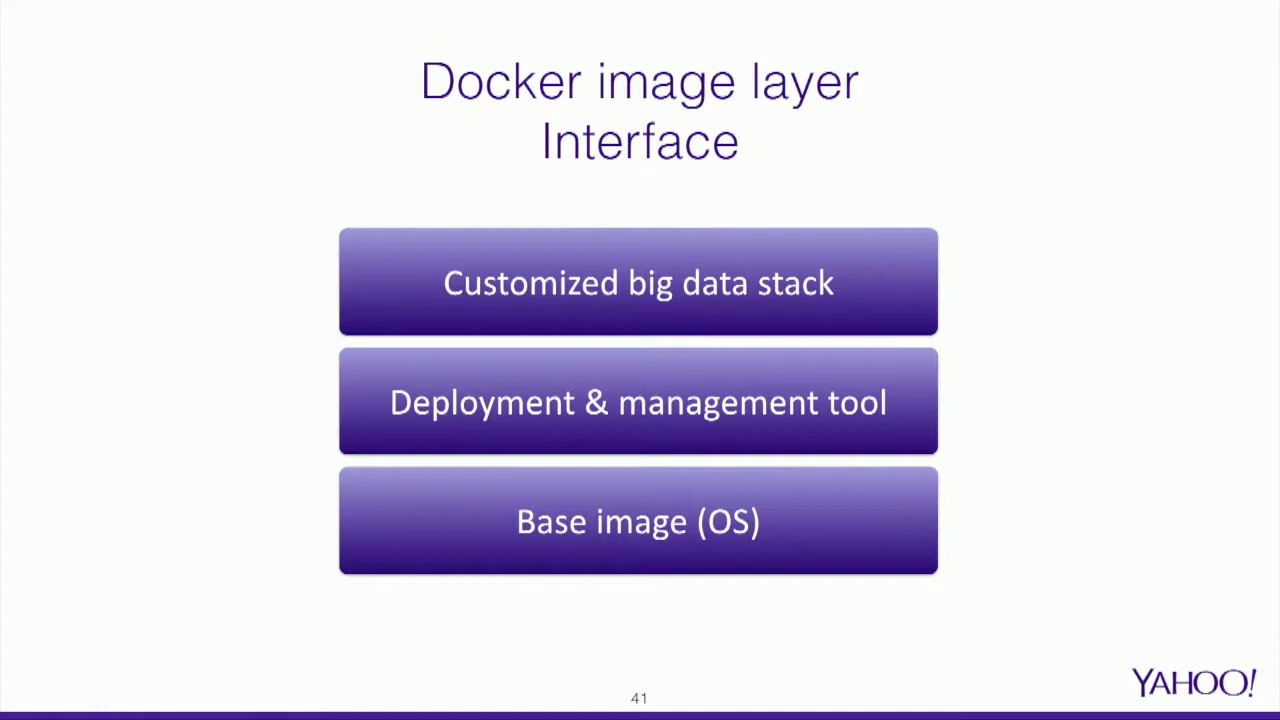 Docker image layer
Interface
Customized big data stack
Deployment & management tool
Base image (OS)
41
YAHOO!